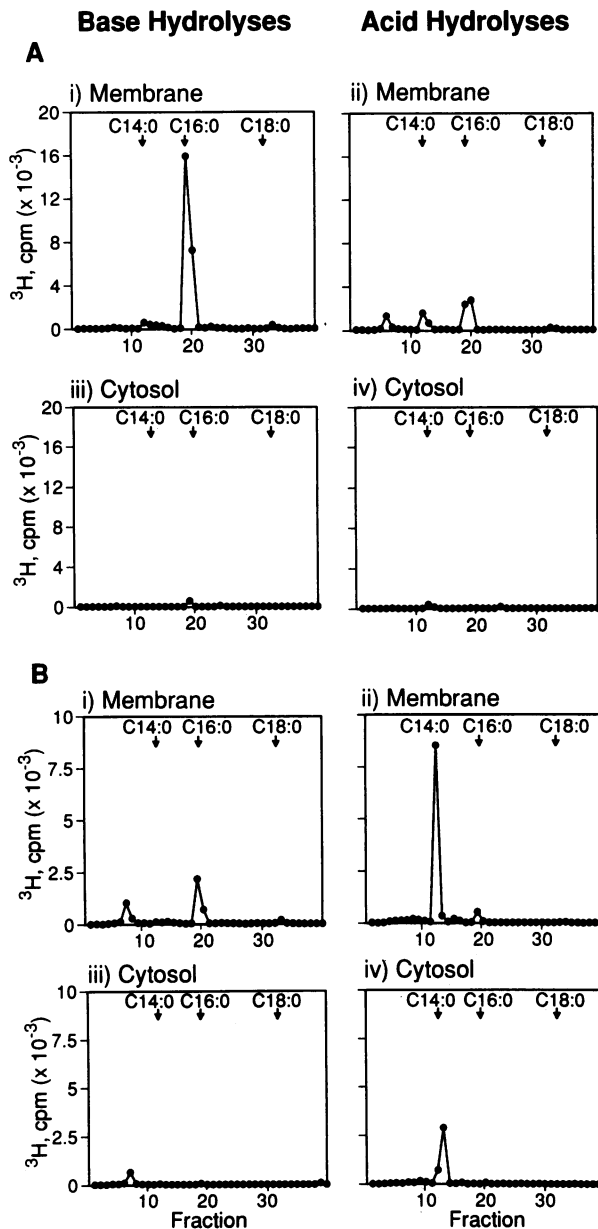 Base Hydrolyses Acid Hydrolyses
A
i) Membrane ii) Membrane
20 C14:0 C16:0 C18:0 C14:0 C16:0 C18:0
16
12
8
4
0
³H, cpm (x 10⁻³)
10 20 30 10 20 30
iii) Cytosol iv) Cytosol
20 C14:0 C16:0 C18:0 C14:0 C16:0 C18:0
16
12
8
4
0
³H, cpm (x 10⁻³)
10 20 30 10 20 30
B
i) Membrane ii) Membrane
10 C14:0 C16:0 C18:0 C14:0 C16:0 C18:0
7.5
5
2.5
0
³H, cpm (x 10⁻³)
10 20 30 10 20 30
iii) Cytosol iv) Cytosol
10 C14:0 C16:0 C18:0 C14:0 C16:0 C18:0
7.5
5
2.5
0
³H, cpm (x 10⁻³)
10 20 30 10 20 30
Fraction Fraction